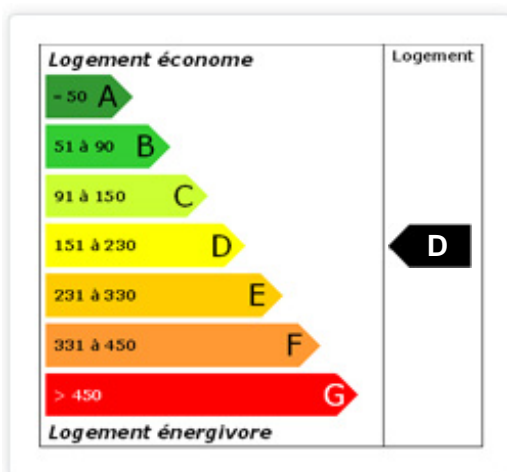 Logement économe
Logement
- 50 A
51 à 90 B
91 à 150 C
151 à 230 D
D
231 à 330 E
331 à 450 F
> 450 G
Logement énergivore